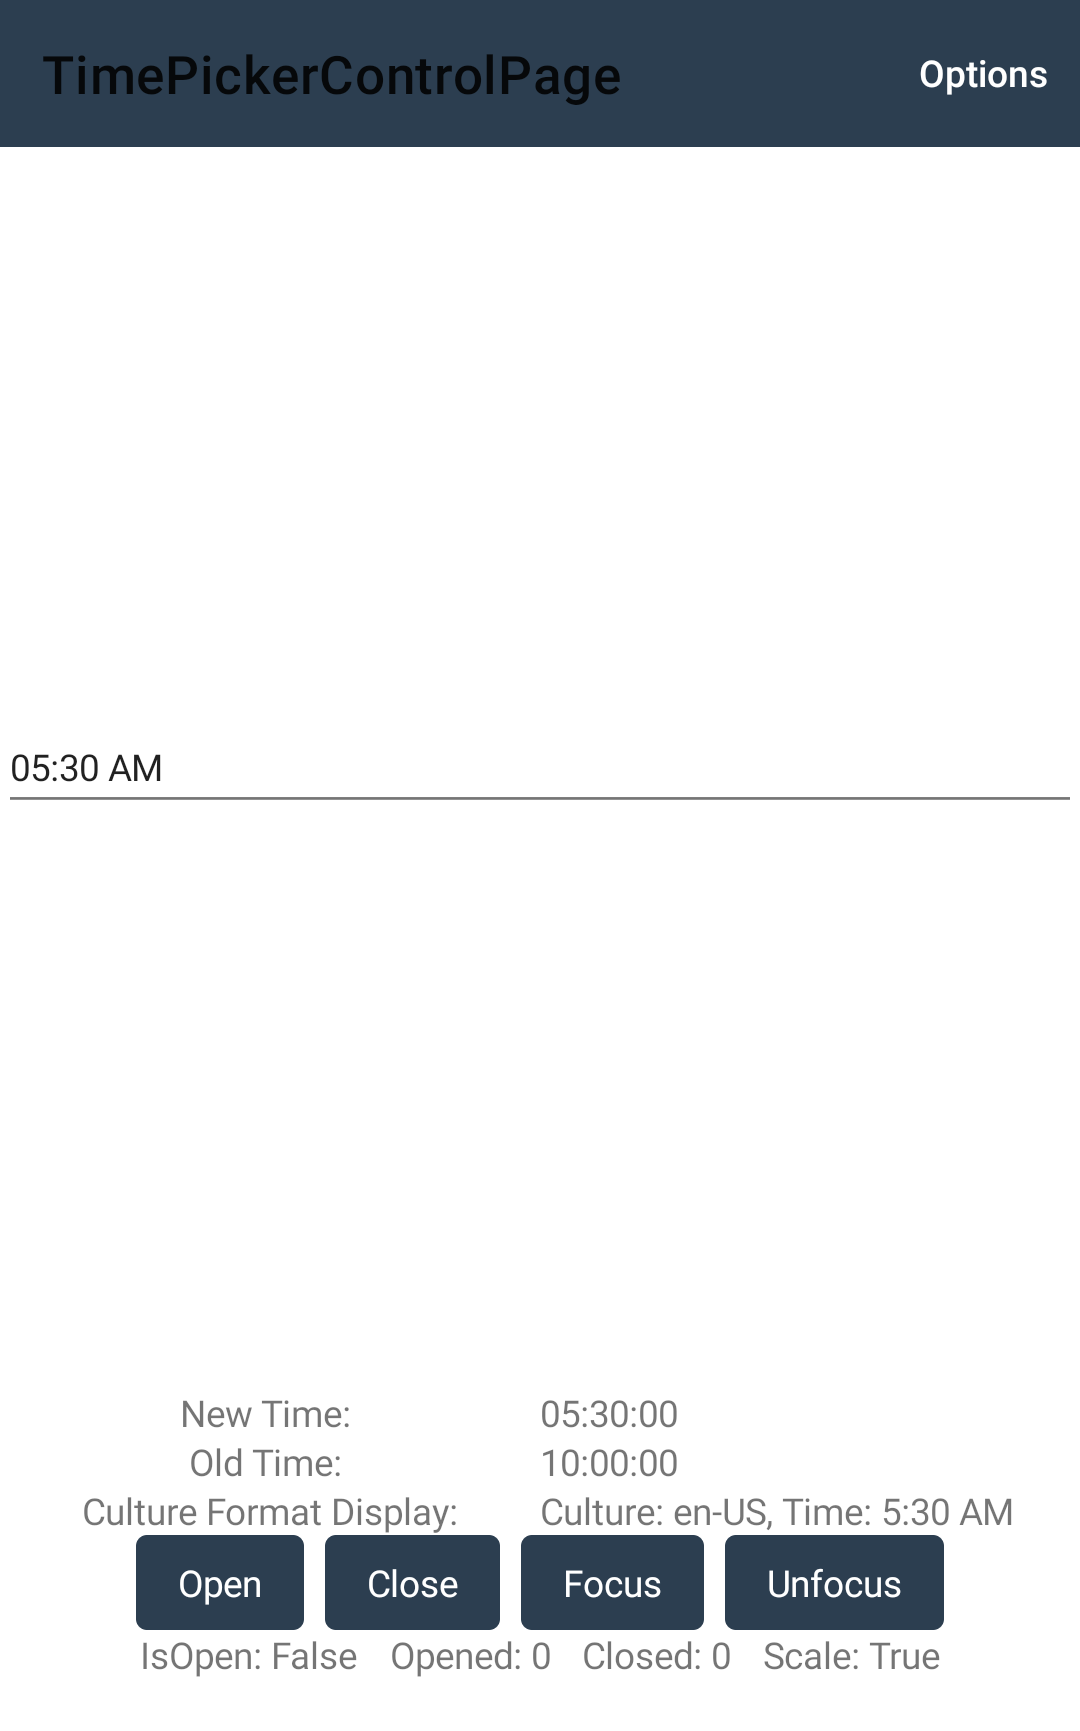 TimePickerControlPage Options
05:30 AM
New Time: 05:30:00
Old Time: 10:00:00
Culture Format Display: Culture: en-US, Time: 5:30 AM
Open Close Focus Unfocus
IsOpen: False Opened: 0 Closed: 0 Scale: True